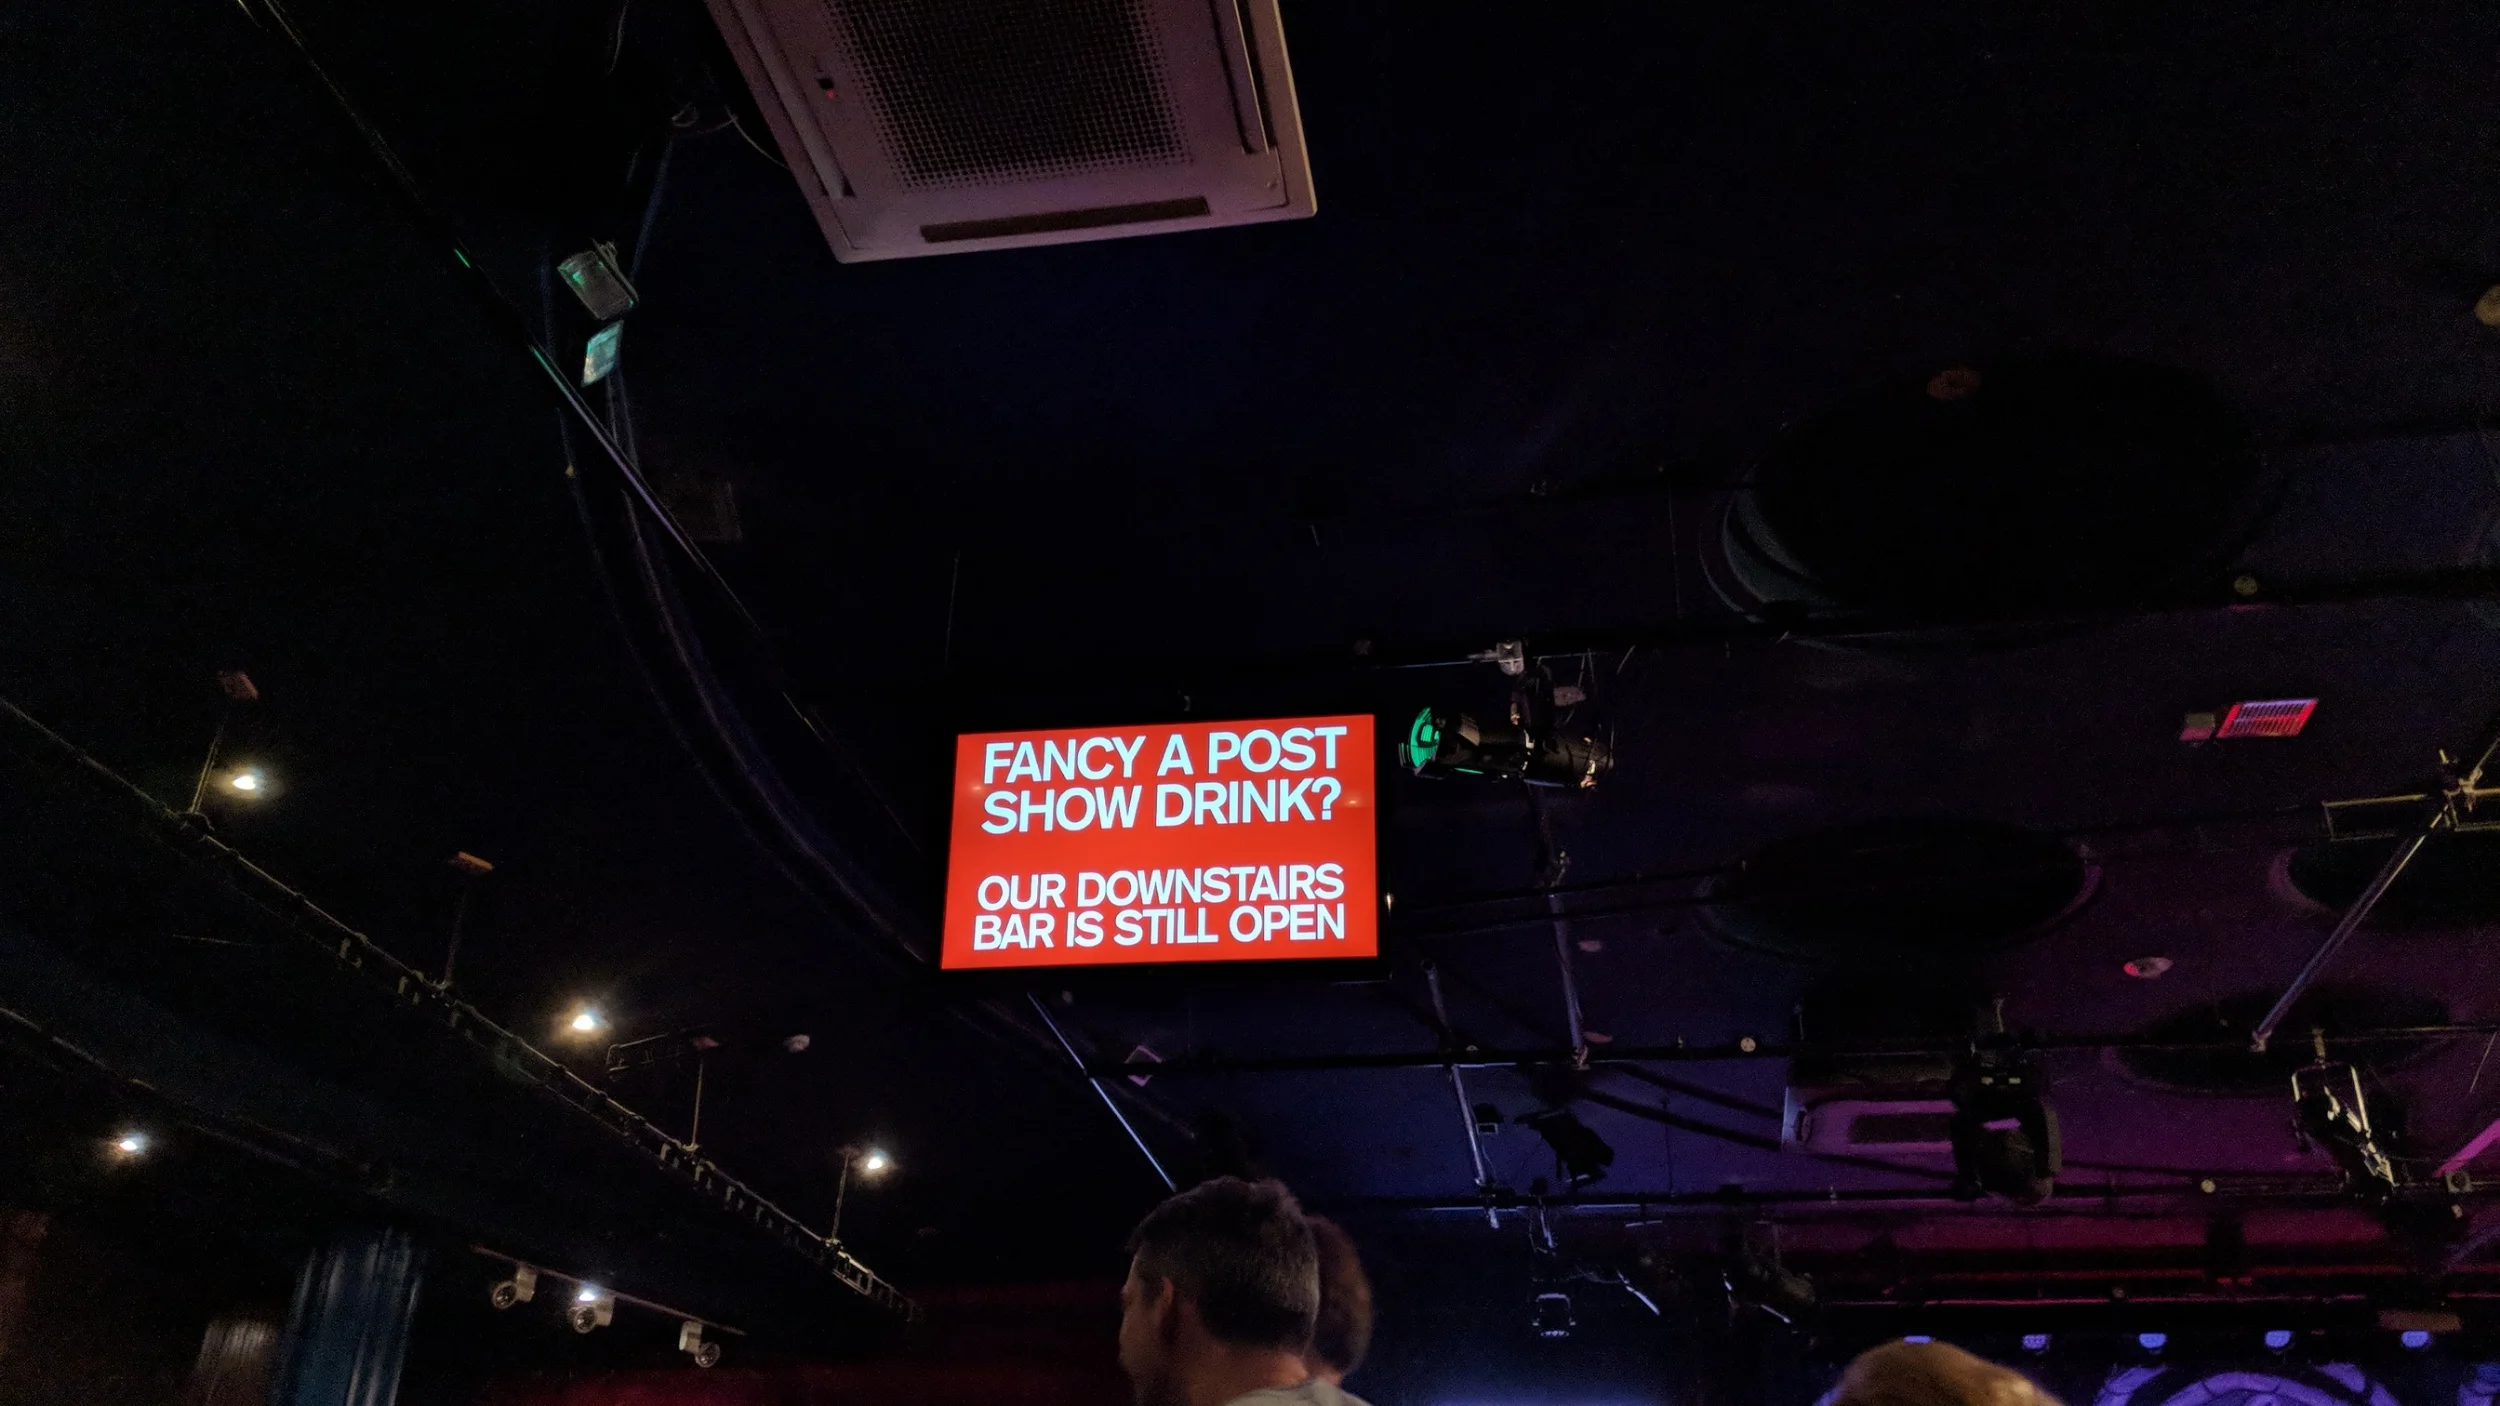 FANCY A POST
SHOW DRINK?
OUR DOWNSTAIRS
BAR IS STILL OPEN